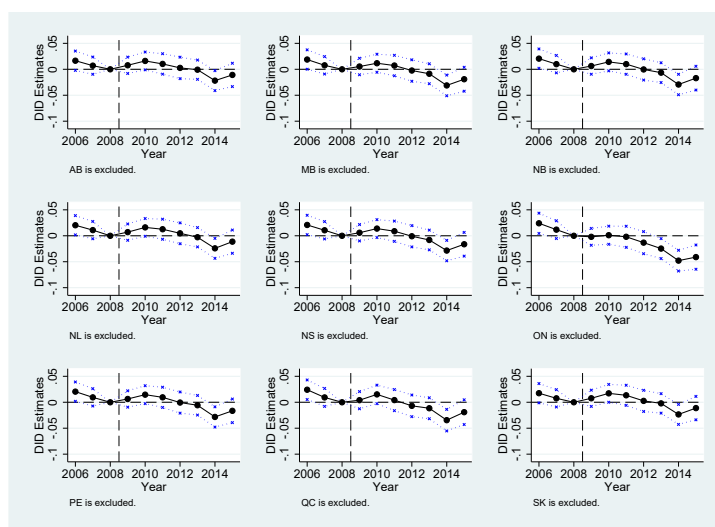 DID Estimates
-.1 -.05 0 .05
2006 2008 2010 2012 2014
Year
AB is excluded.
DID Estimates
-.1 -.05 0 .05
2006 2008 2010 2012 2014
Year
MB is excluded.
DID Estimates
-.1 -.05 0 .05
2006 2008 2010 2012 2014
Year
NB is excluded.
DID Estimates
-.1 -.05 0 .05
2006 2008 2010 2012 2014
Year
NL is excluded.
DID Estimates
-.1 -.05 0 .05
2006 2008 2010 2012 2014
Year
NS is excluded.
DID Estimates
-.1 -.05 0 .05
2006 2008 2010 2012 2014
Year
ON is excluded.
DID Estimates
-.1 -.05 0 .05
2006 2008 2010 2012 2014
Year
PE is excluded.
DID Estimates
-.1 -.05 0 .05
2006 2008 2010 2012 2014
Year
QC is excluded.
DID Estimates
-.1 -.05 0 .05
2006 2008 2010 2012 2014
Year
SK is excluded.